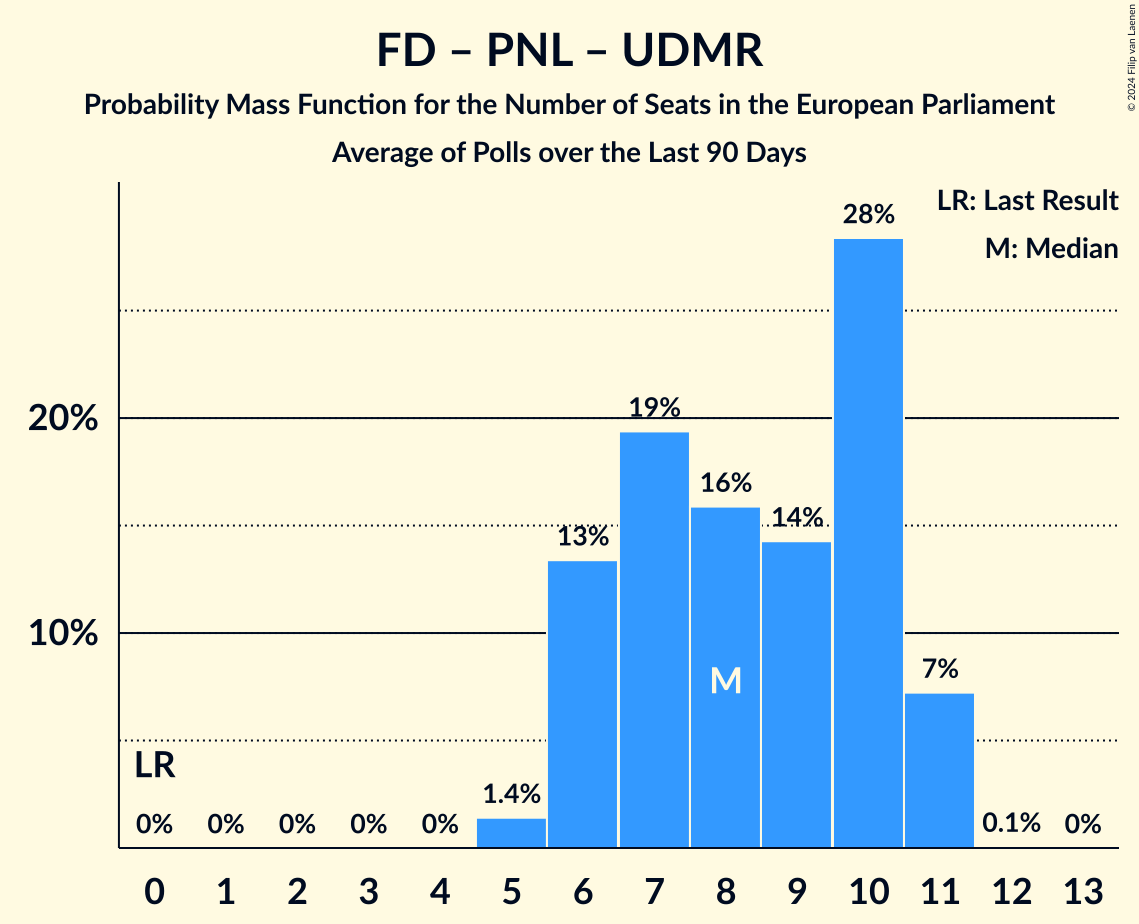 FD – PNL – UDMR
Probability Mass Function for the Number of Seats in the European Parliament
Average of Polls over the Last 90 Days
© 2024 Filip van Laenen
LR: Last Result
M: Median
28%
20%
19%
16%
14%
13%
10%
M
7%
LR
1.4%
0% 0% 0% 0% 0% 0.1% 0%
0 1 2 3 4 5 6 7 8 9 10 11 12 13